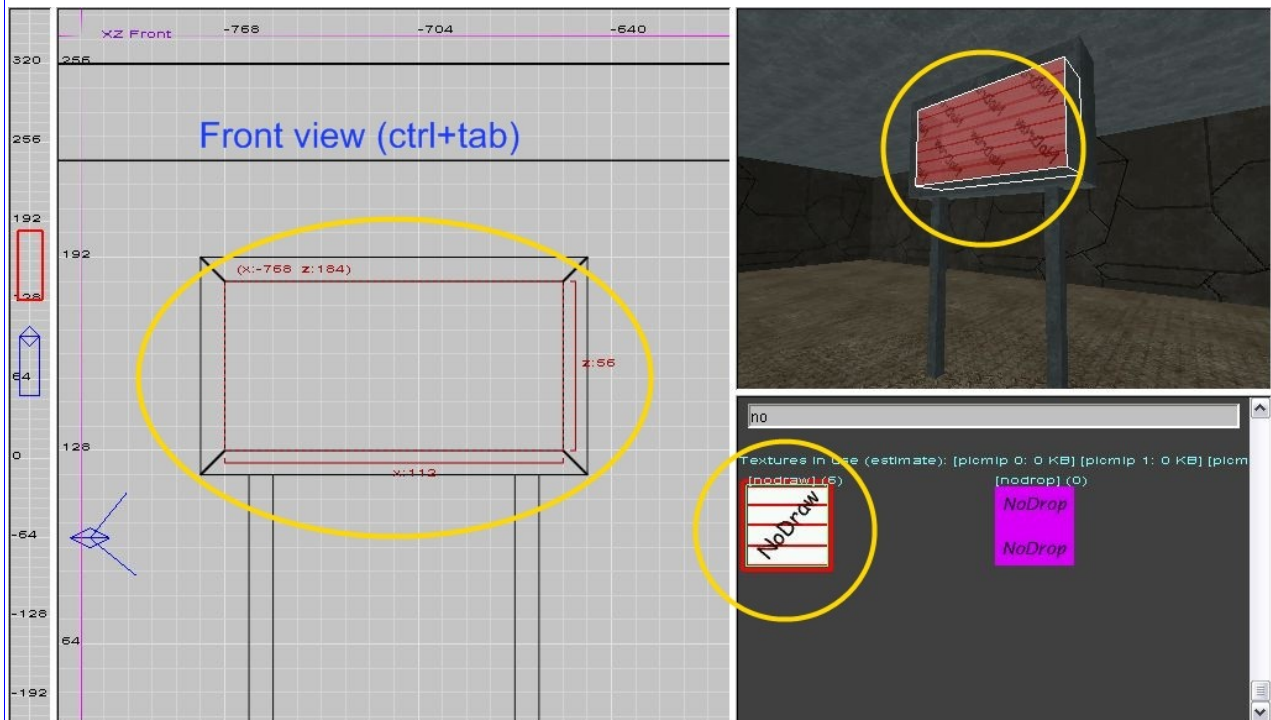 XZ Front
-768
-704
-640
320
256
256
Front view (ctrl+tab)
192
192
(x:-768 z:184)
128
z:56
64
0
128
x:112
-64
-128
64
-192
no
Textures in use (estimate): [picmip 0: 0 KB] [picmip 1: 0 KB] [picm
[nodraw] (6)
[nodrop] (0)
NoDraw
NoDrop
NoDrop